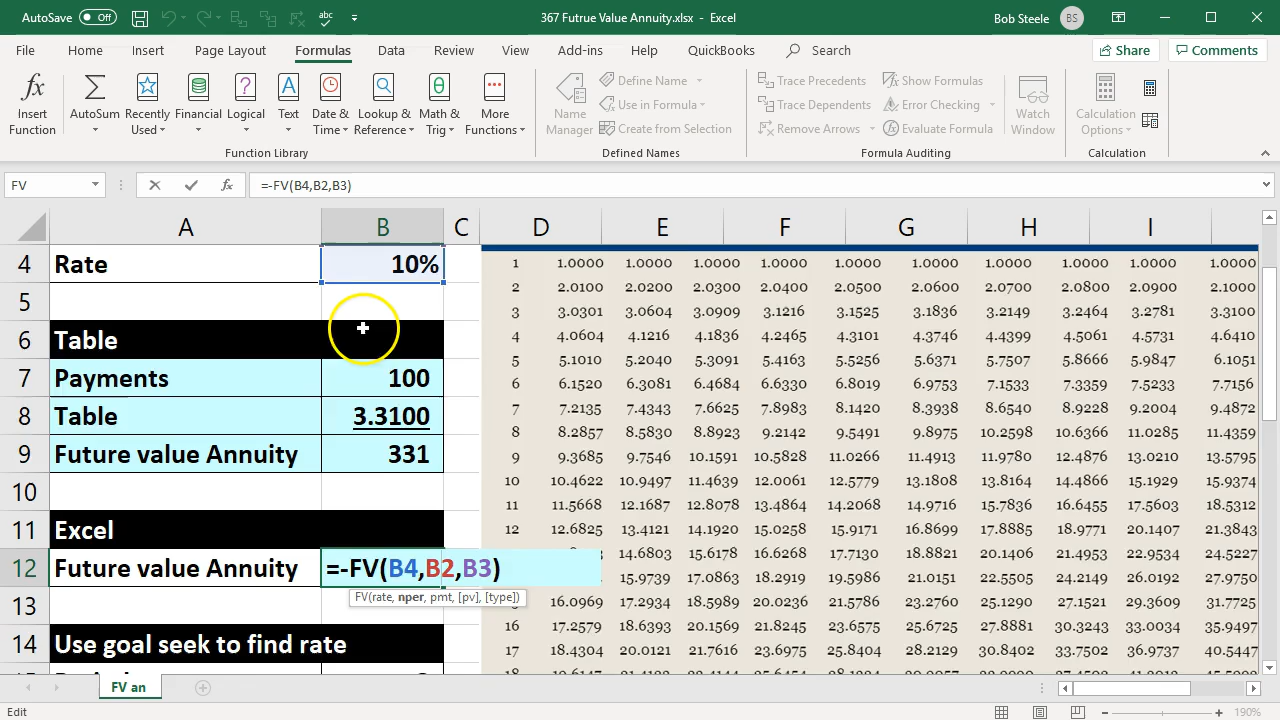 AutoSave Off 367 Futrue Value Annuity.xlsx - Excel Bob Steele BS
File Home Insert Page Layout Formulas Data Review View Add-ins Help QuickBooks Search Share Comments
Insert Function
AutoSum
Recently Used
Financial
Logical
Text
Date & Time
Lookup & Reference
Math & Trig
More Functions
Function Library
Name Manager
Define Name
Use in Formula
Create from Selection
Defined Names
Trace Precedents
Trace Dependents
Remove Arrows
Show Formulas
Error Checking
Evaluate Formula
Formula Auditing
Watch Window
Calculation Options
Calculation
FV fx =-FV(B4,B2,B3)
A B C D E F G H I
4 Rate 10%
5
6 Table
7 Payments 100
8 Table 3.3100
9 Future value Annuity 331
10
11 Excel
12 Future value Annuity =-FV(B4,B2,B3)
FV(rate, nper, pmt, [pv], [type])
13
14 Use goal seek to find rate
1 1.0000 1.0000 1.0000 1.0000 1.0000 1.0000 1.0000 1.0000 1.0000 1.0000
2 2.0100 2.0200 2.0300 2.0400 2.0500 2.0600 2.0700 2.0800 2.0900 2.1000
3 3.0301 3.0604 3.0909 3.1216 3.1525 3.1836 3.2149 3.2464 3.2781 3.3100
4 4.0604 4.1216 4.1836 4.2465 4.3101 4.3746 4.4399 4.5061 4.5731 4.6410
5 5.1010 5.2040 5.3091 5.4163 5.5256 5.6371 5.7507 5.8666 5.9847 6.1051
6 6.1520 6.3081 6.4684 6.6330 6.8019 6.9753 7.1533 7.3359 7.5233 7.7156
7 7.2135 7.4343 7.6625 7.8983 8.1420 8.3938 8.6540 8.9228 9.2004 9.4872
8 8.2857 8.5830 8.8923 9.2142 9.5491 9.8975 10.2598 10.6366 11.0285 11.4359
9 9.3685 9.7546 10.1591 10.5828 11.0266 11.4913 11.9780 12.4876 13.0210 13.5795
10 10.4622 10.9497 11.4639 12.0061 12.5779 13.1808 13.8164 14.4866 15.1929 15.9374
11 11.5668 12.1687 12.8078 13.4864 14.2068 14.9716 15.7836 16.6455 17.5603 18.5312
12 12.6825 13.4121 14.1920 15.0258 15.9171 16.8699 17.8885 18.9771 20.1407 21.3843
14.6803 15.6178 16.6268 17.7130 18.8821 20.1406 21.4953 22.9534 24.5227
15.9739 17.0863 18.2919 19.5986 21.0151 22.5505 24.2149 26.0192 27.9750
16.0969 17.2934 18.5989 20.0236 21.5786 23.2760 25.1290 27.1521 29.3609 31.7725
16 17.2579 18.6393 20.1569 21.8245 23.6575 25.6725 27.8881 30.3243 33.0034 35.9497
17 18.4304 20.0121 21.7616 23.6975 25.8404 28.2129 30.8402 33.7502 36.9737 40.5447
FV an
Edit 190%